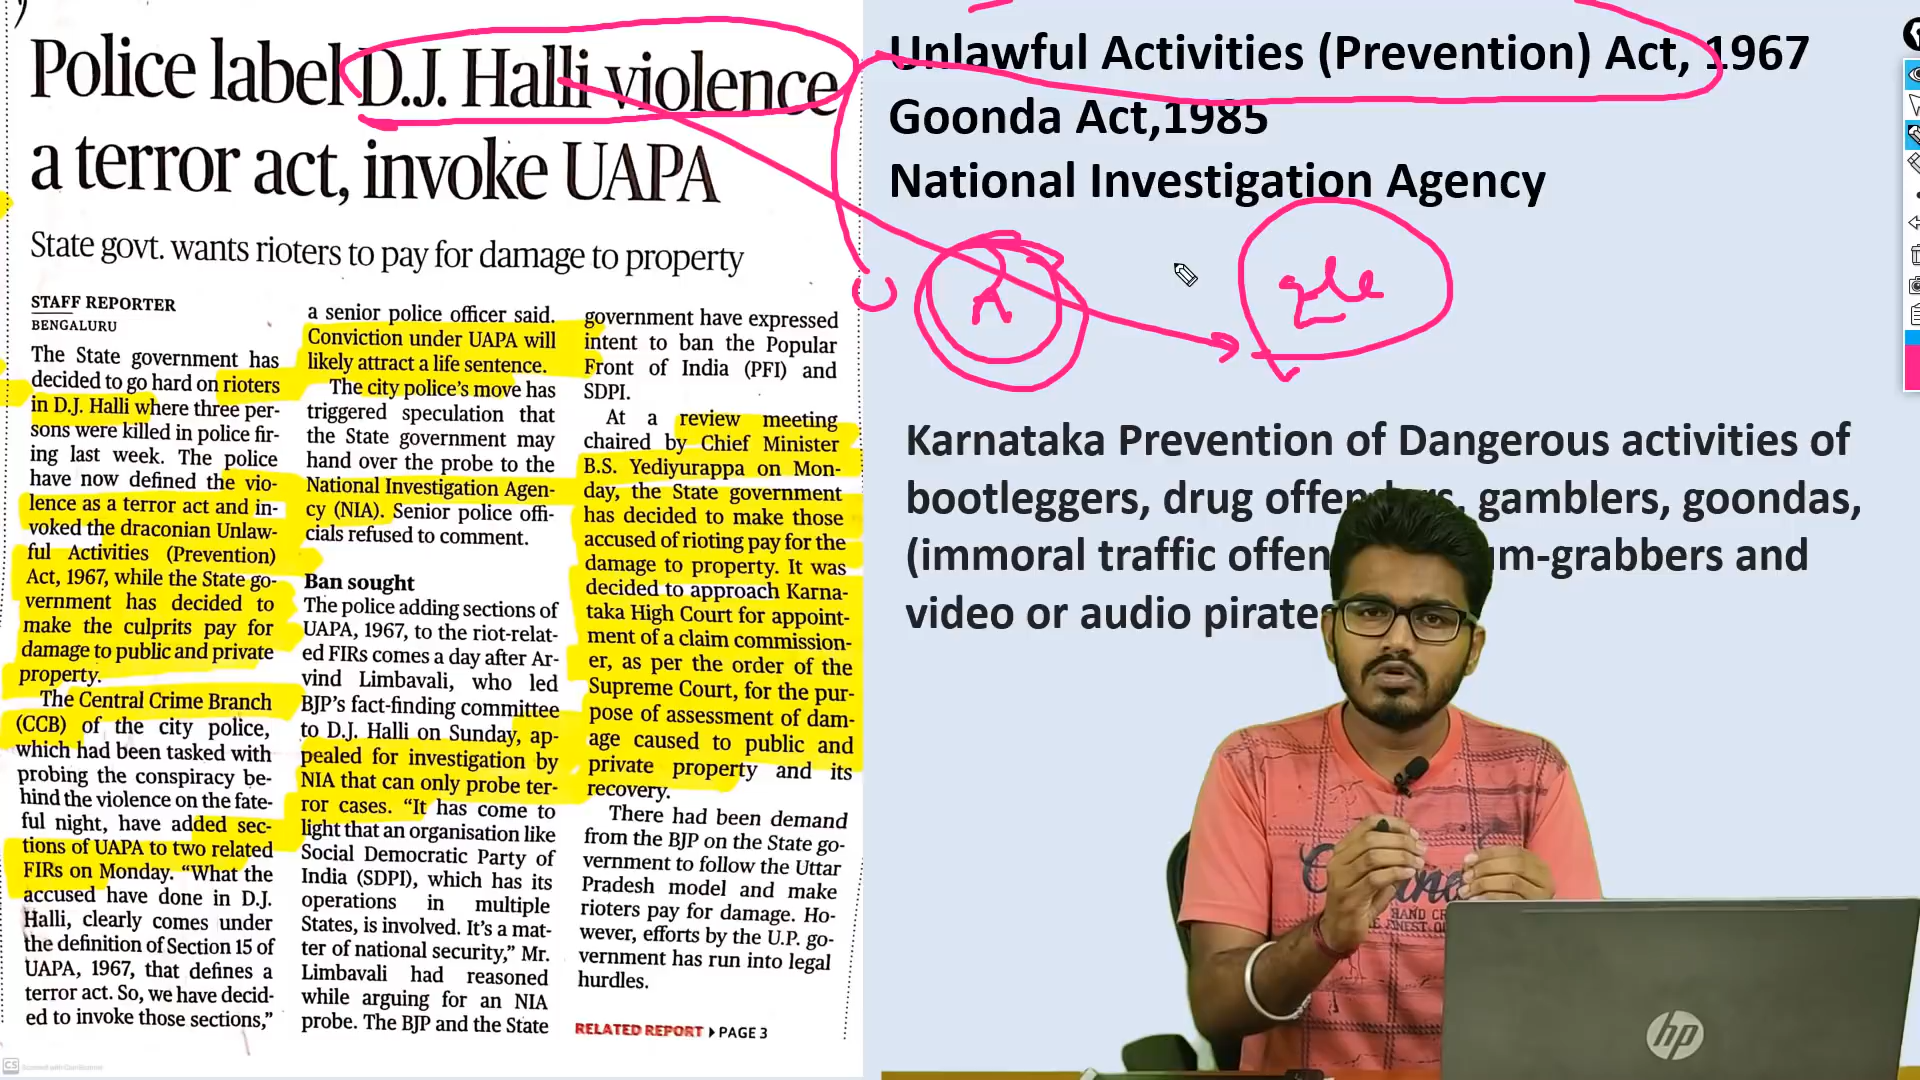 Police label D.J. Halli violence
a terror act, invoke UAPA
State govt. wants rioters to pay for damage to property
STAFF REPORTER
BENGALURU
The State government has
decided to go hard on rioters
in D.J. Halli where three per-
sons were killed in police fir-
ing last week. The police
have now defined the vio-
lence as a terror act and in-
voked the draconian Unlaw-
ful Activities (Prevention)
Act, 1967, while the State go-
vernment has decided to
make the culprits pay for
damage to public and private
property.
The Central Crime Branch
(CCB) of the city police,
which had been tasked with
probing the conspiracy be-
hind the violence on the fate-
ful night, have added sec-
tions of UAPA to two related
FIRs on Monday. “What the
accused have done in D.J.
Halli, clearly comes under
the definition of Section 15 of
UAPA, 1967, that defines a
terror act. So, we have decid-
ed to invoke those sections,”
a senior police officer said.
Conviction under UAPA will
likely attract a life sentence.
The city police’s move has
triggered speculation that
the State government may
hand over the probe to the
National Investigation Agen-
cy (NIA). Senior police offi-
cials refused to comment.
Ban sought
The police adding sections of
UAPA, 1967, to the riot-relat-
ed FIRs comes a day after Ar-
vind Limbavali, who led
BJP’s fact-finding committee
to D.J. Halli on Sunday, ap-
pealed for investigation by
NIA that can only probe ter-
ror cases. “It has come to
light that an organisation like
Social Democratic Party of
India (SDPI), which has its
operations in multiple
States, is involved. It’s a mat-
ter of national security,” Mr.
Limbavali had reasoned
while arguing for an NIA
probe. The BJP and the State
government have expressed
intent to ban the Popular
Front of India (PFI) and
SDPI.
At a review meeting
chaired by Chief Minister
B.S. Yediyurappa on Mon-
day, the State government
has decided to make those
accused of rioting pay for the
damage to property. It was
decided to approach Karna-
taka High Court for appoint-
ment of a claim commission-
er, as per the order of the
Supreme Court, for the pur-
pose of assessment of dam-
age caused to public and
private property and its
recovery.
There had been demand
from the BJP on the State go-
vernment to follow the Uttar
Pradesh model and make
rioters pay for damage. Ho-
wever, efforts by the U.P. go-
vernment has run into legal
hurdles.
RELATED REPORT PAGE 3
CS Scanned with CamScanner
Unlawful Activities (Prevention) Act, 1967
Goonda Act,1985
National Investigation Agency
A
Karnataka Prevention of Dangerous activities of
bootleggers, drug offenders, gamblers, goondas,
(immoral traffic and
video or audio
hp